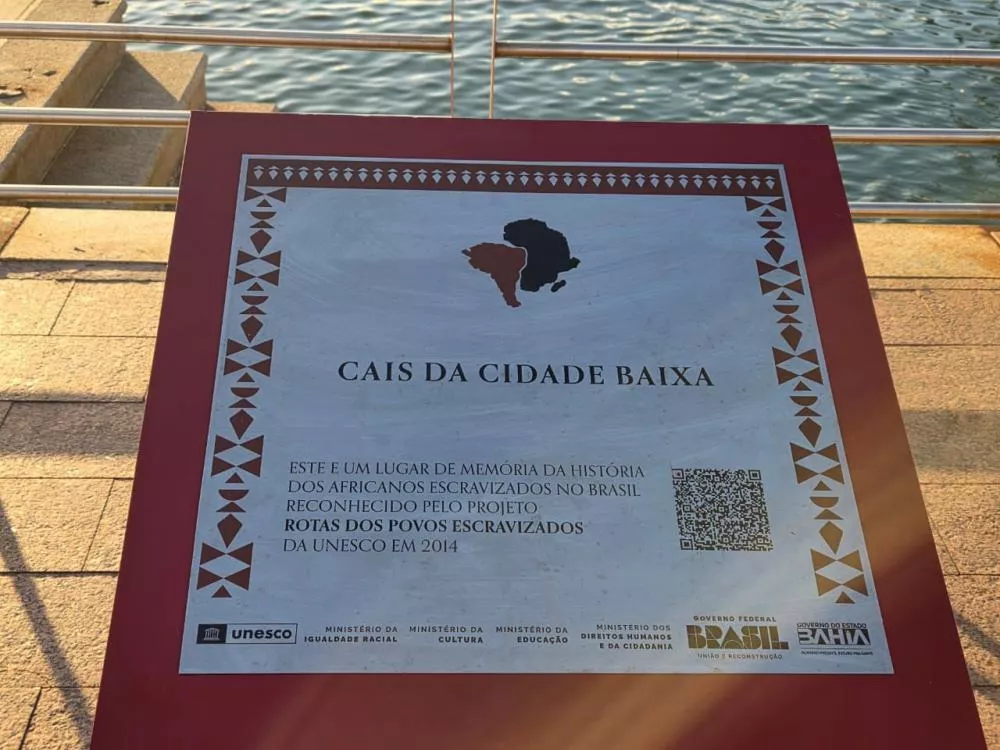 CAIS DA CIDADE BAIXA
ESTE E UM LUGAR DE MEMÓRIA DA HISTÓRIA
DOS AFRICANOS ESCRAVIZADOS NO BRASIL
RECONHECIDO PELO PROJETO
ROTAS DOS POVOS ESCRAVIZADOS
DA UNESCO EM 2014
unesco
MINISTÉRIO DA
IGUALDADE RACIAL
MINISTÉRIO DA
CULTURA
MINISTÉRIO DA
EDUCAÇÃO
MINISTÉRIO DOS
DIREITOS HUMANOS
E DA CIDADANIA
GOVERNO FEDERAL
BRASIL
UNIÃO E RECONSTRUÇÃO
GOVERNO DO ESTADO
BAHIA